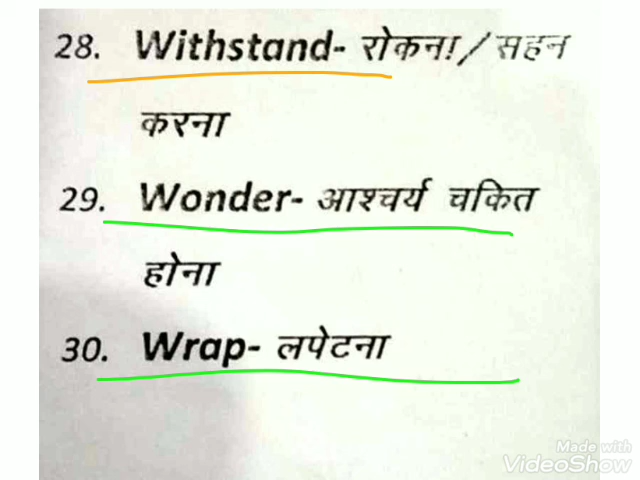 28. Withstand- रोकना/सहन
करना
29. Wonder- आश्चर्य चकित
होना
30. Wrap- लपेटना
Made with
VideoShow